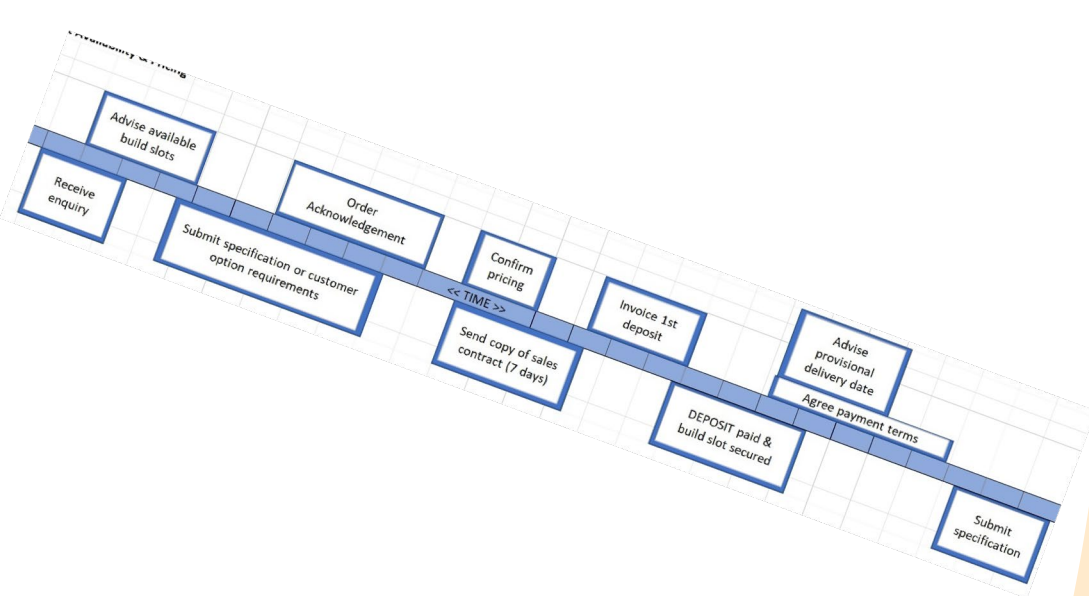 & Pricing
Advise available
build slots
Receive
enquiry
Order
Acknowledgement
Submit specification or customer
option requirements
Confirm
pricing
<< TIME >>
Send copy of sales
contract (7 days)
Invoice 1st
deposit
DEPOSIT paid &
build slot secured
Advise
provisional
delivery date
Agree payment terms
Submit
specification